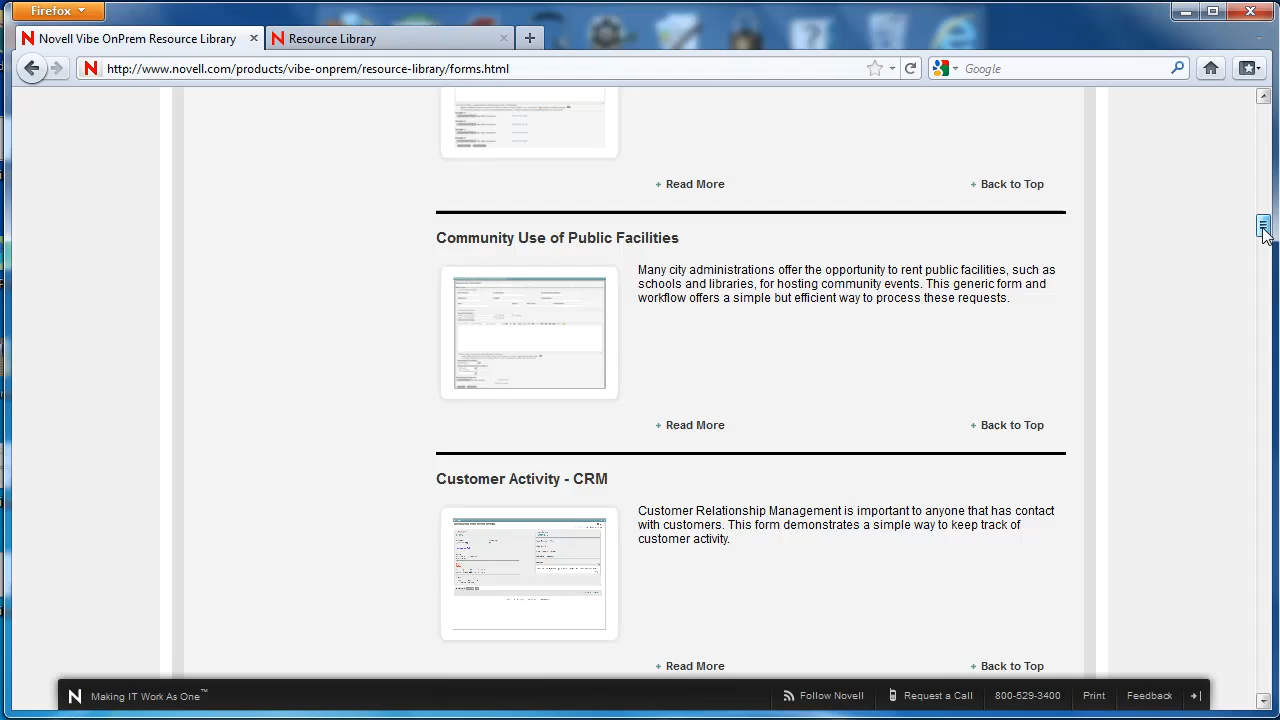 Firefox
Novell Vibe OnPrem Resource Library
Resource Library
http://www.novell.com/products/vibe-onprem/resource-library/forms.html
Google
Read More
Back to Top
Community Use of Public Facilities
Many city administrations offer the opportunity to rent public facilities, such as
schools and libraries, for hosting community events. This generic form and
workflow offers a simple but efficient way to process these requests.
Read More
Back to Top
Customer Activity - CRM
Customer Relationship Management is important to anyone that has contact
with customers. This form demonstrates a simple way to keep track of
customer activity.
Read More
Back to Top
N Making IT Work As One™
Follow Novell
Request a Call
800-529-3400
Print
Feedback